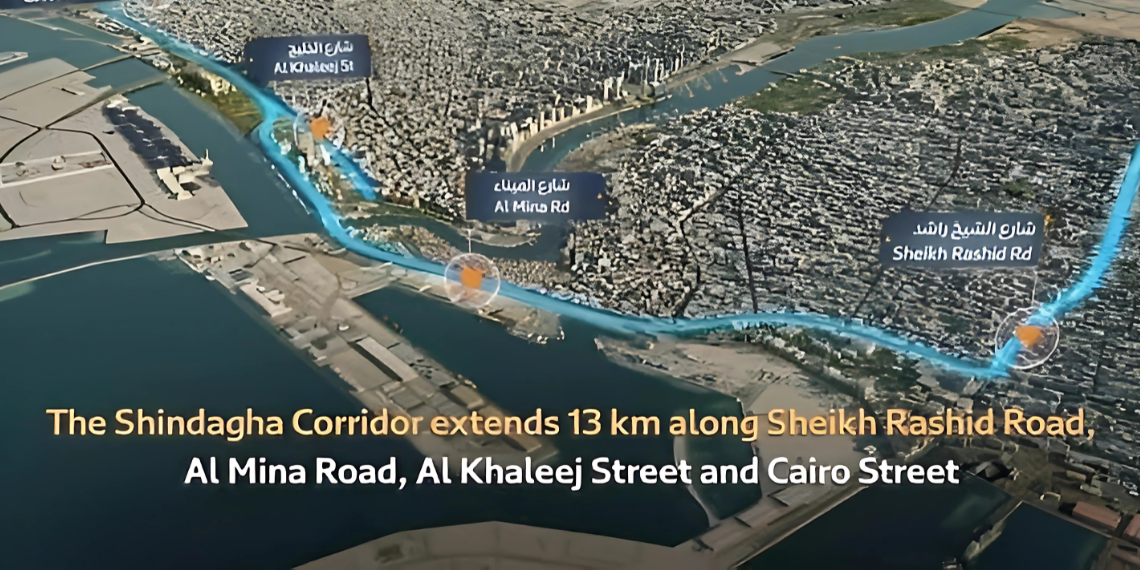 شارع الخليج
Al Khaleej St
شارع الميناء
Al Mina Rd
شارع الشيخ راشد
Sheikh Rashid Rd
The Shindagha Corridor extends 13 km along Sheikh Rashid Road,
Al Mina Road, Al Khaleej Street and Cairo Street